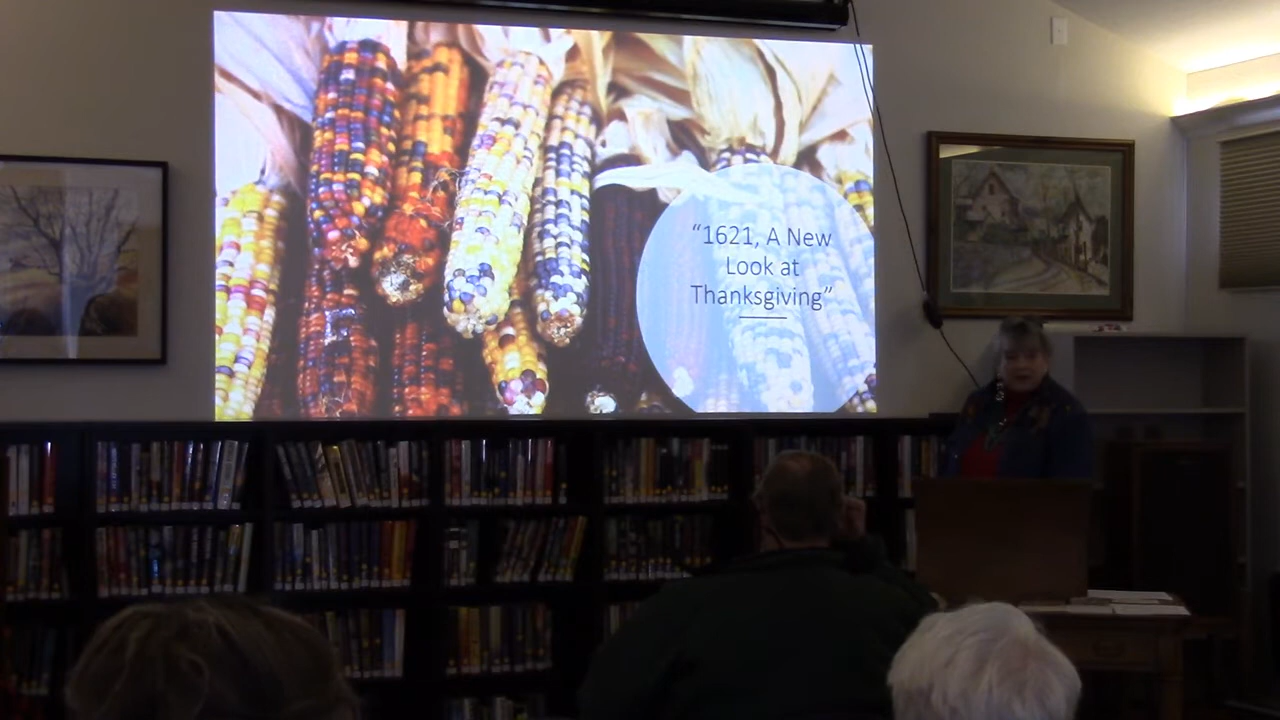 “1621, A New
Look at
Thanksgiving”